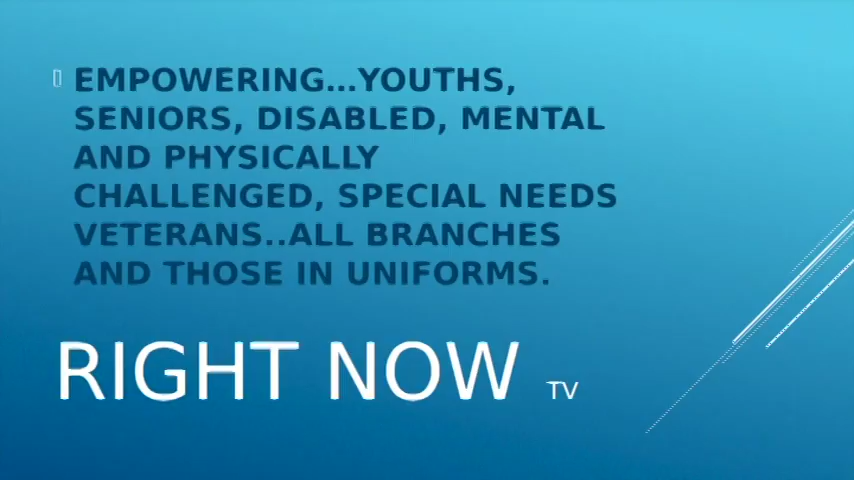 EMPOWERING...YOUTHS,
SENIORS, DISABLED, MENTAL
AND PHYSICALLY
CHALLENGED, SPECIAL NEEDS
VETERANS..ALL BRANCHES
AND THOSE IN UNIFORMS.
RIGHT NOW TV